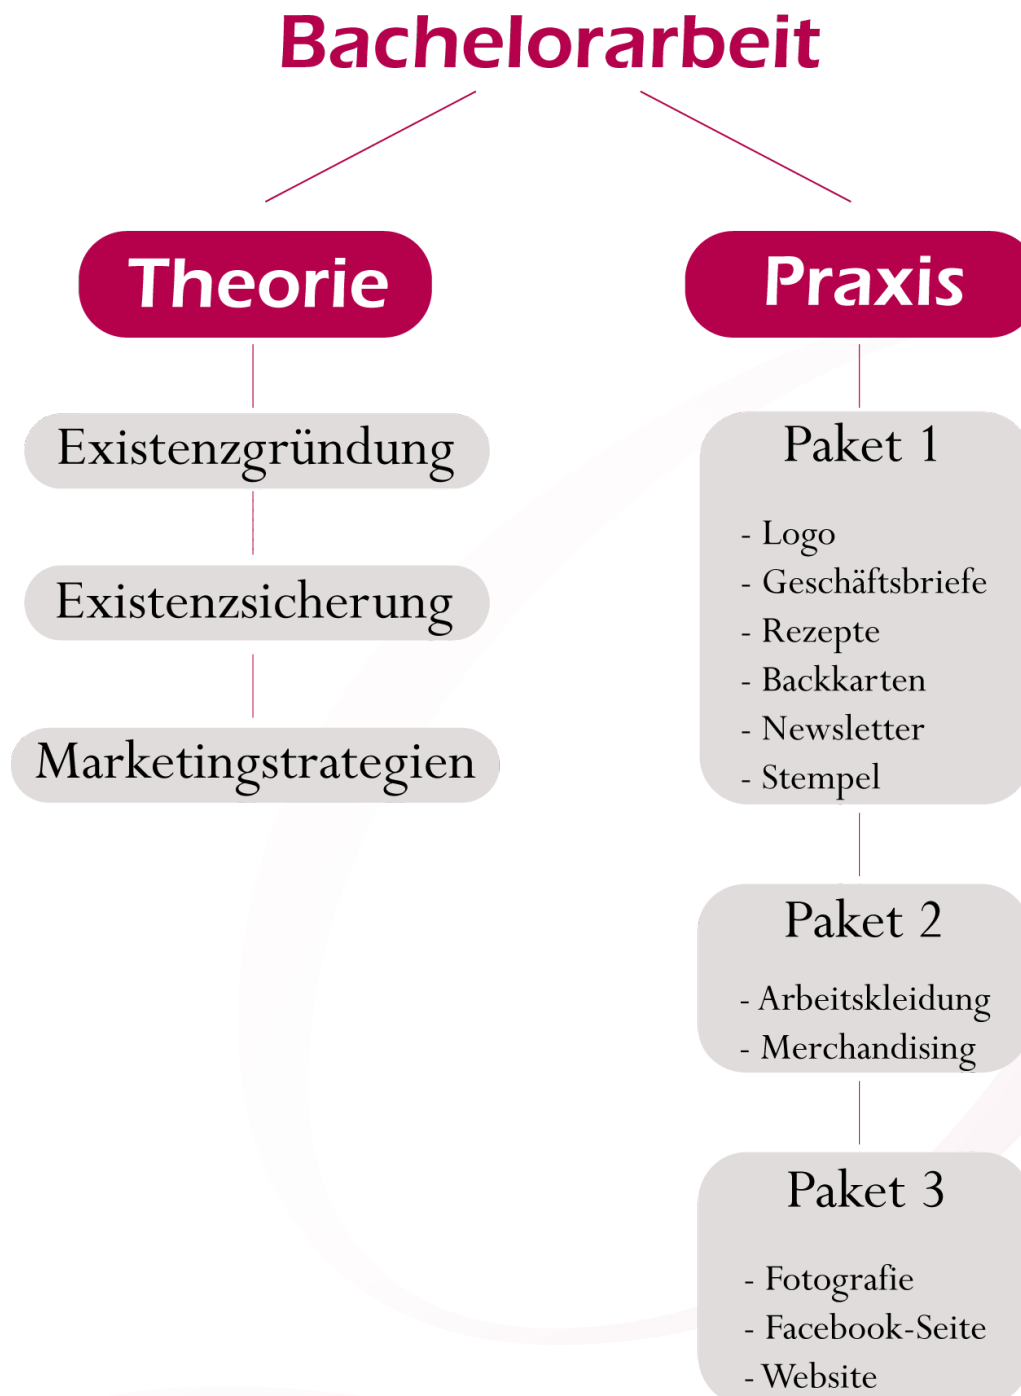 Bachelorarbeit
Theorie
Existenzgründung
Existenzsicherung
Marketingstrategien
Praxis
Paket 1
- Logo
- Geschäftsbriefe
- Rezepte
- Backkarten
- Newsletter
- Stempel
Paket 2
- Arbeitskleidung
- Merchandising
Paket 3
- Fotografie
- Facebook-Seite
- Website